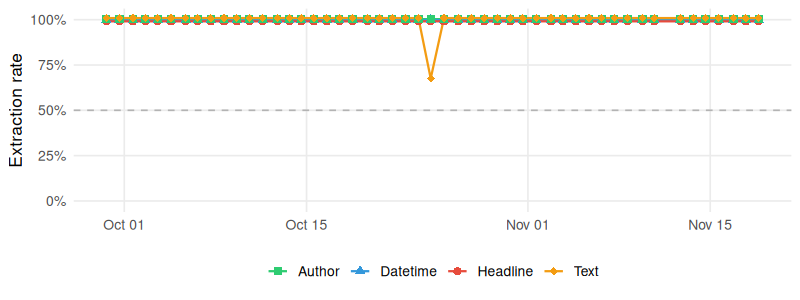 100%
75%
50%
25%
0%
Extraction rate
Oct 01 Oct 15 Nov 01 Nov 15
Author Datetime Headline Text